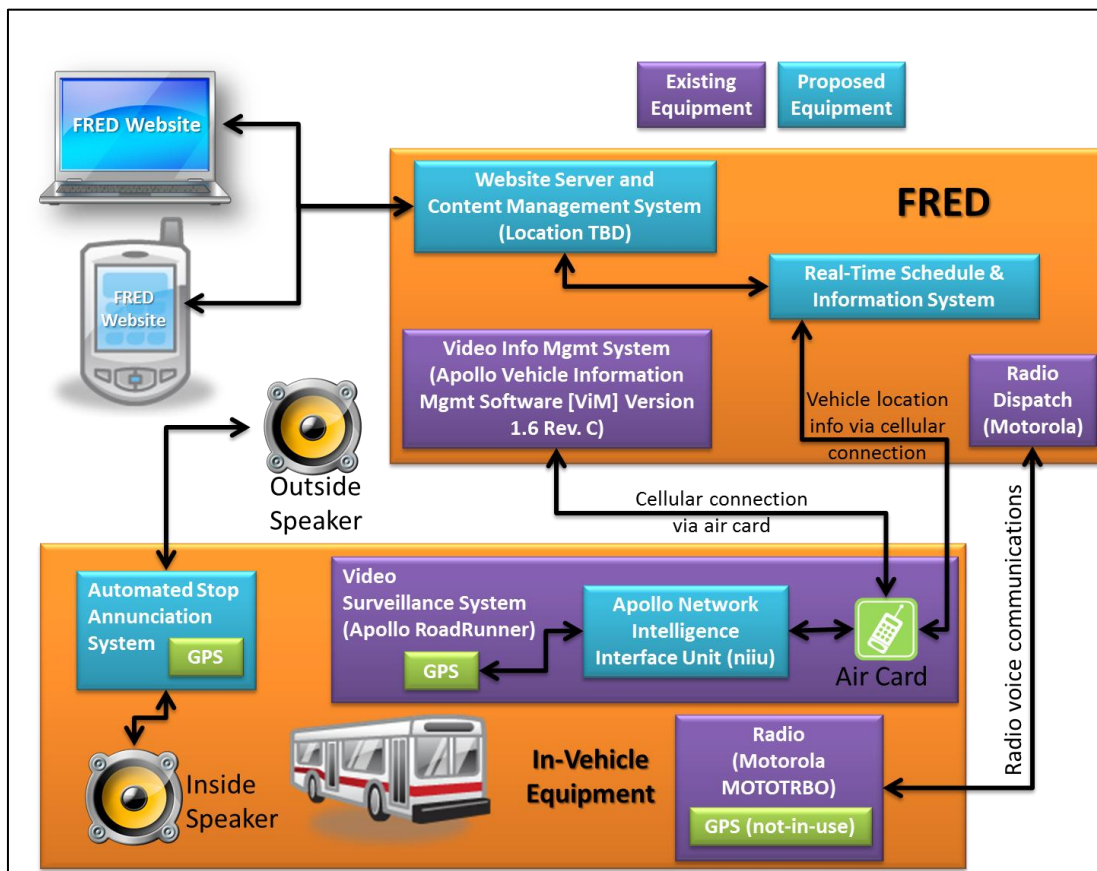 Existing
Equipment
Proposed
Equipment
FRED Website
FRED
Website
FRED
Website Server and
Content Management System
(Location TBD)
Real-Time Schedule &
Information System
Video Info Mgmt System
(Apollo Vehicle Information
Mgmt Software [ViM] Version
1.6 Rev. C)
Radio
Dispatch
(Motorola)
Vehicle location
info via cellular
connection
Outside
Speaker
Cellular connection
via air card
Radio voice communications
Automated Stop
Annunciation
System
GPS
Video
Surveillance System
(Apollo RoadRunner)
GPS
Apollo Network
Intelligence
Interface Unit (niiu)
Air Card
Inside
Speaker
In-Vehicle
Equipment
Radio
(Motorola
MOTOTRBO)
GPS (not-in-use)